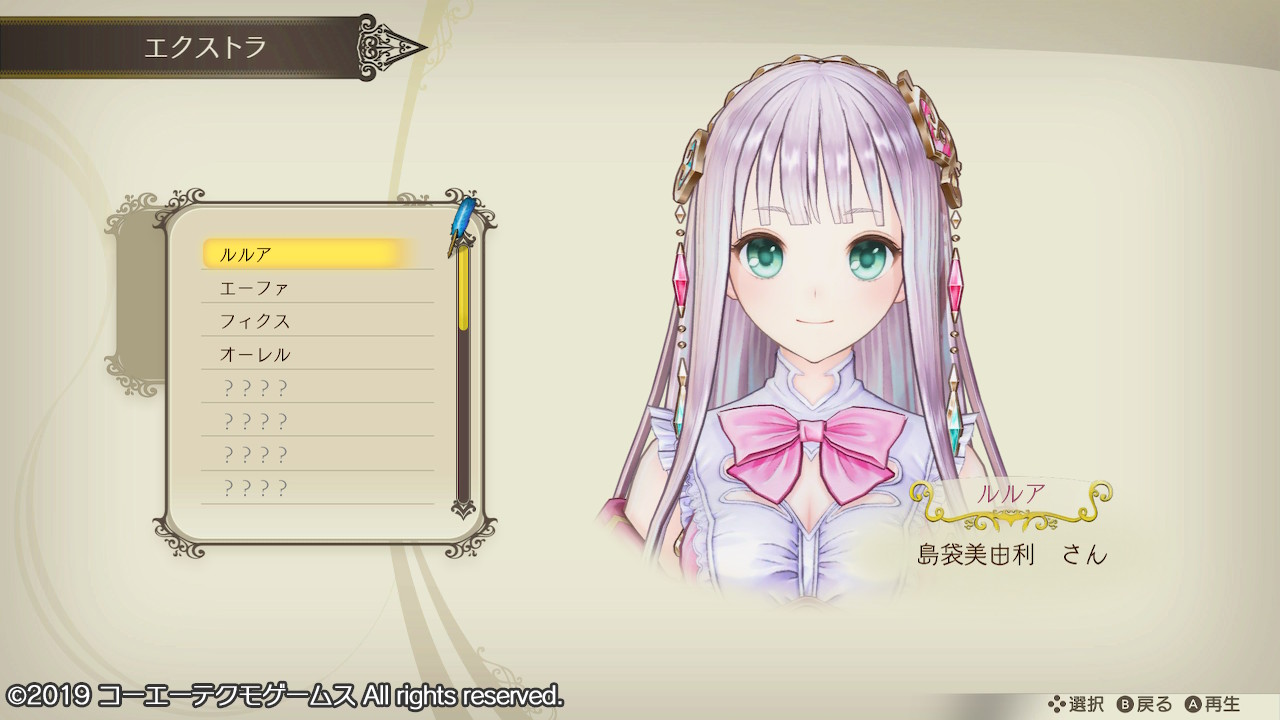 エクストラ
ルルア
エーファ
フィクス
オーレル
？？？？
？？？？
？？？？
？？？？
ルルア
島袋美由利　さん
©2019 コーエーテクモゲームス All rights reserved.
選択 B戻る A再生